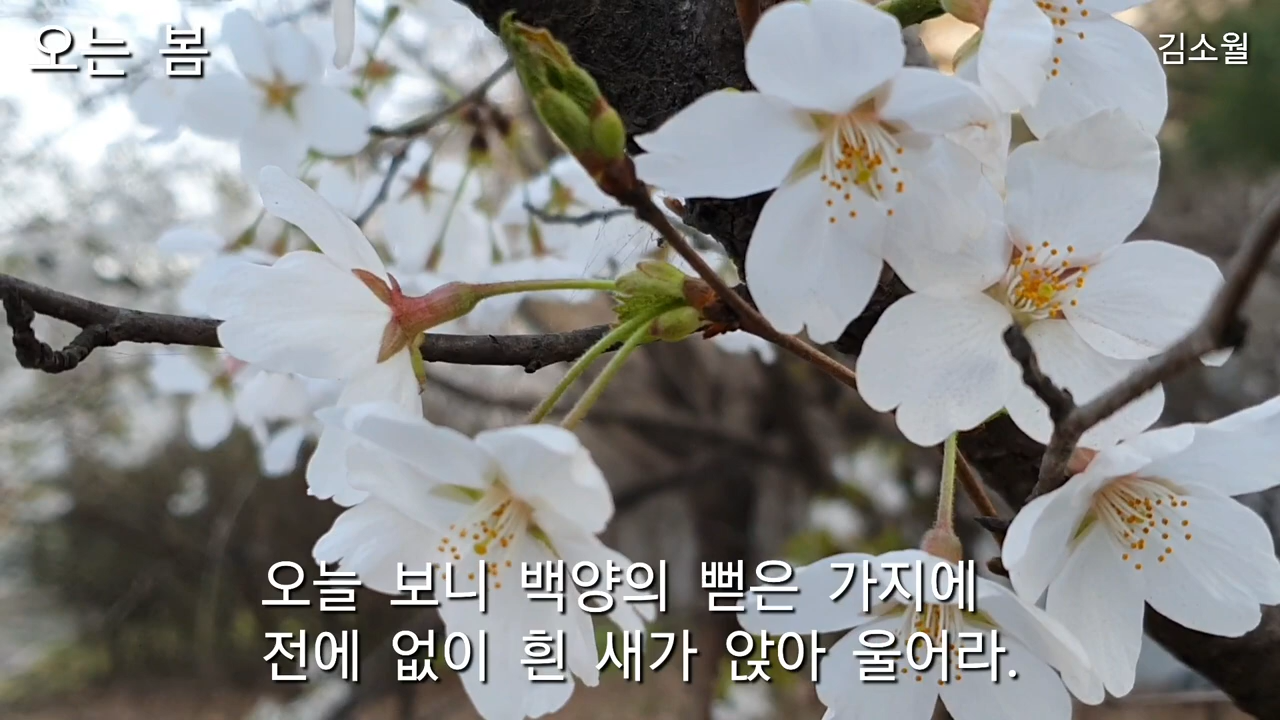 오는 봄
김소월
오늘 보니 백양의 뻗은 가지에
전에 없이 흰 새가 앉아 울어라.